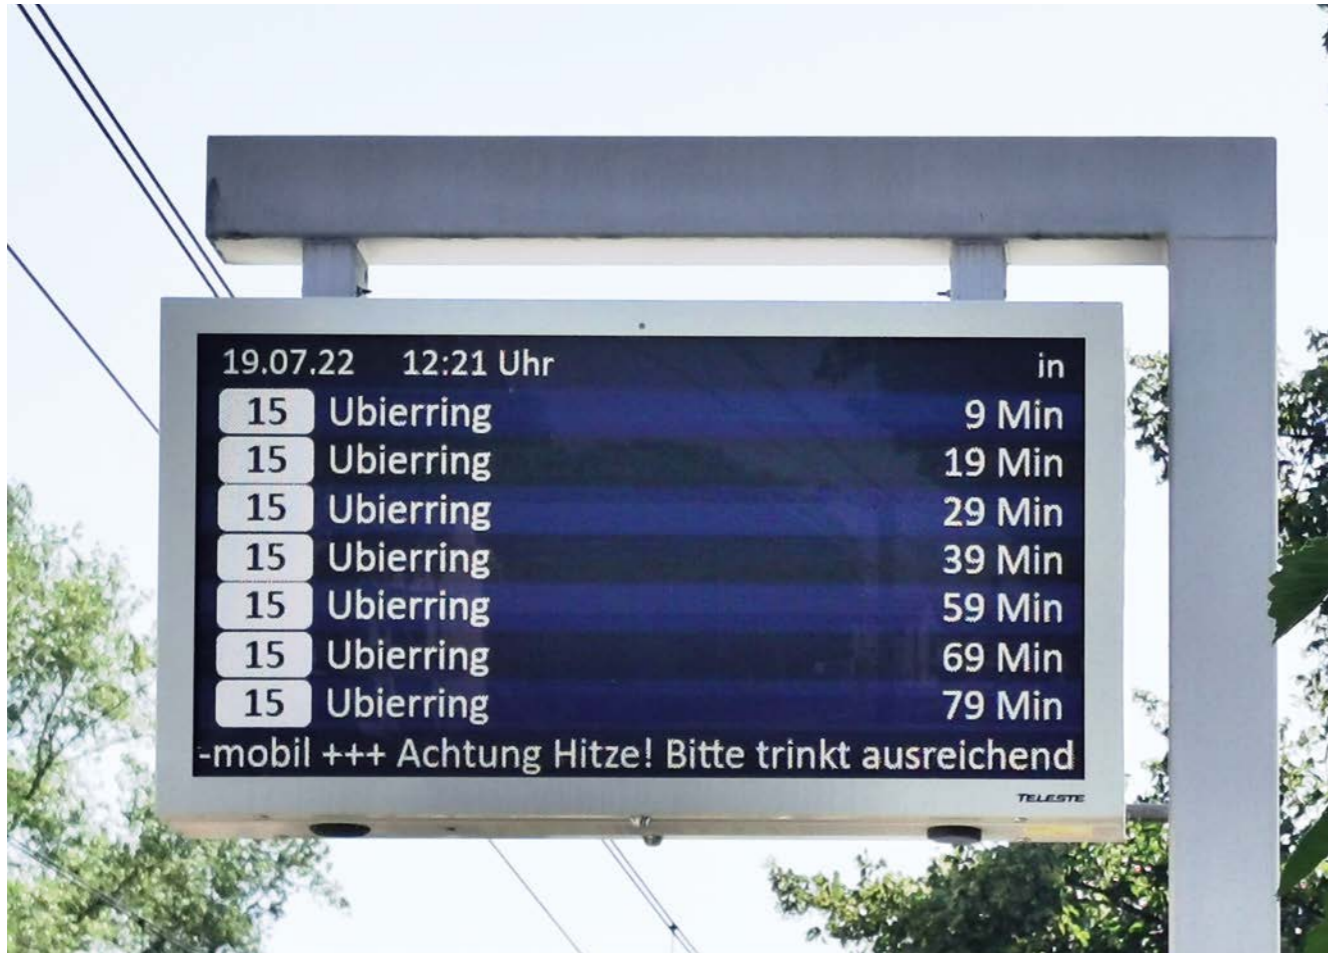 19.07.22 12:21 Uhr in
15 Ubierring 9 Min
15 Ubierring 19 Min
15 Ubierring 29 Min
15 Ubierring 39 Min
15 Ubierring 59 Min
15 Ubierring 69 Min
15 Ubierring 79 Min
-mobil +++ Achtung Hitze! Bitte trinkt ausreichend
TELESTE